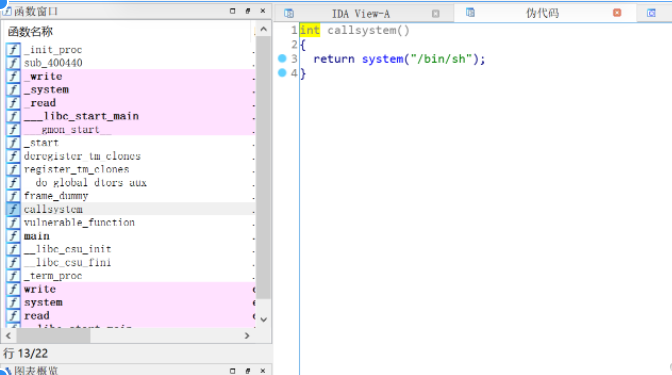 函数窗口
函数名称
_init_proc
sub_400440
_write
_system
_read
___libc_start_main
__gmon_start__
_start
deregister_tm_clones
register_tm_clones
__do_global_dtors_aux
frame_dummy
callsystem
vulnerable_function
main
__libc_csu_init
__libc_csu_fini
_term_proc
write
system
read
__libc_start_main
行 13/22
图表概览
IDA View-A
伪代码
1 int callsystem()
2 {
3 return system("/bin/sh");
4 }